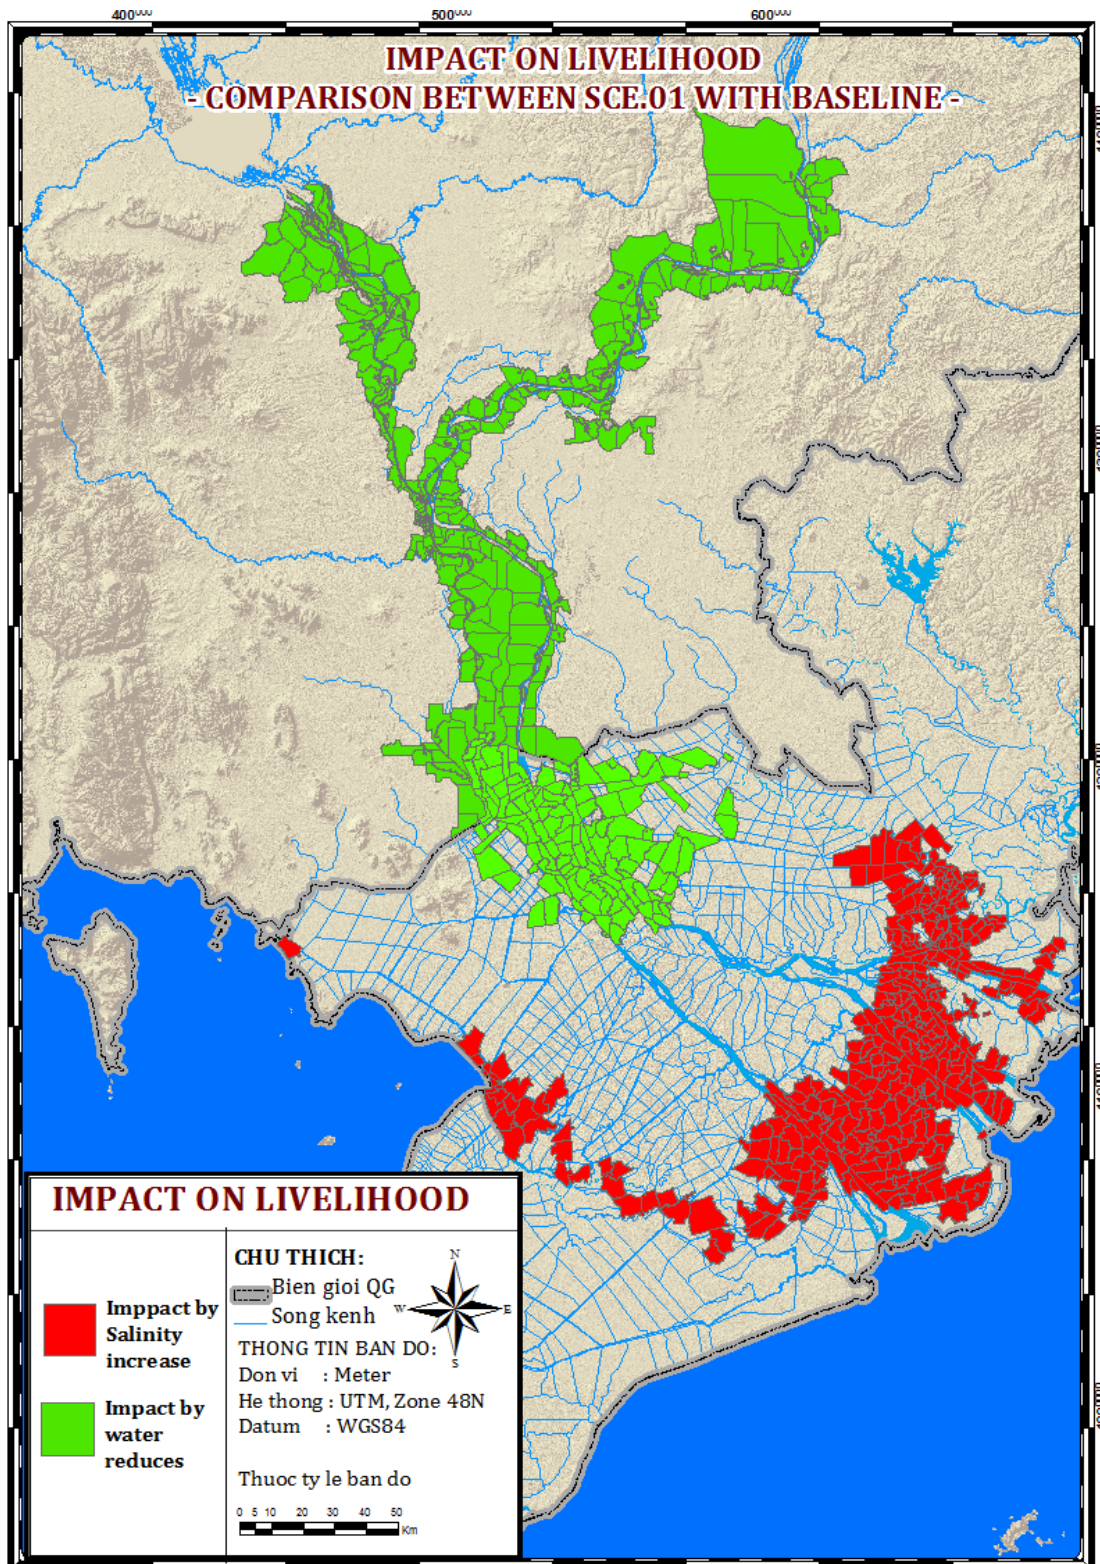 400000
500000
600000
IMPACT ON LIVELIHOOD
- COMPARISON BETWEEN SCE.01 WITH BASELINE -
IMPACT ON LIVELIHOOD
Imppact by
Salinity
increase
Impact by
water
reduces
CHU THICH:
Bien gioi QG
Song kenh
N
W
E
S
THONG TIN BAN DO:
Don vi : Meter
He thong : UTM, Zone 48N
Datum : WGS84
Thuoc ty le ban do
0 5 10 20 30 40 50
Km